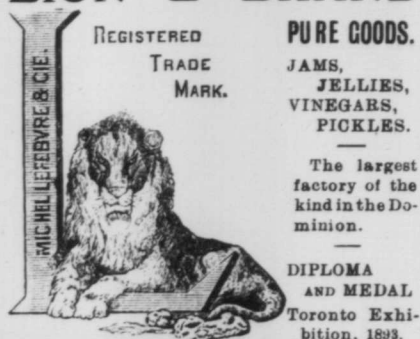 REGISTERED
TRADE
MARK.
MICHEL LEFEBVRE & CIE.
PURE GOODS.
JAMS,
JELLIES,
VINEGARS,
PICKLES.
The largest
factory of the
kind in the Do-
minion.
DIPLOMA
AND MEDAL
Toronto Exhi-
bition, 1893.